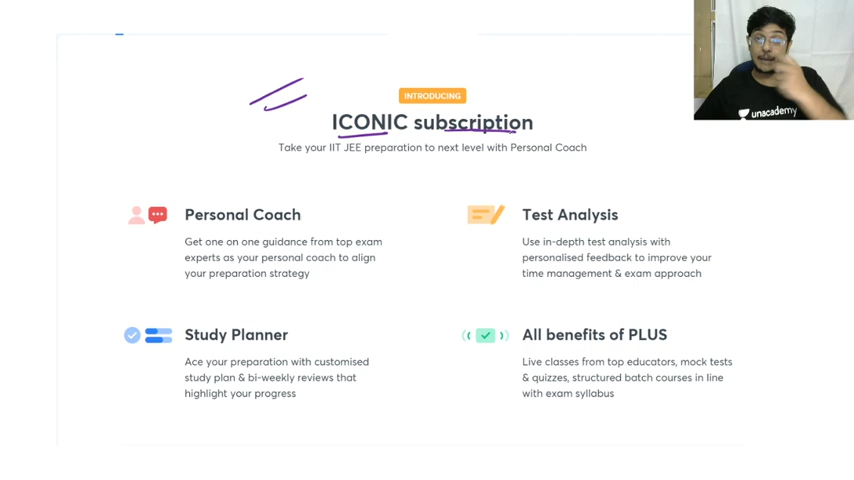 INTRODUCING
ICONIC subscription
Take your IIT JEE preparation to next level with Personal Coach
Personal Coach
Get one on one guidance from top exam
experts as your personal coach to align
your preparation strategy
Test Analysis
Use in-depth test analysis with
personalised feedback to improve your
time management & exam approach
Study Planner
Ace your preparation with customised
study plan & bi-weekly reviews that
highlight your progress
All benefits of PLUS
Live classes from top educators, mock tests
& quizzes, structured batch courses in line
with exam syllabus
unacademy